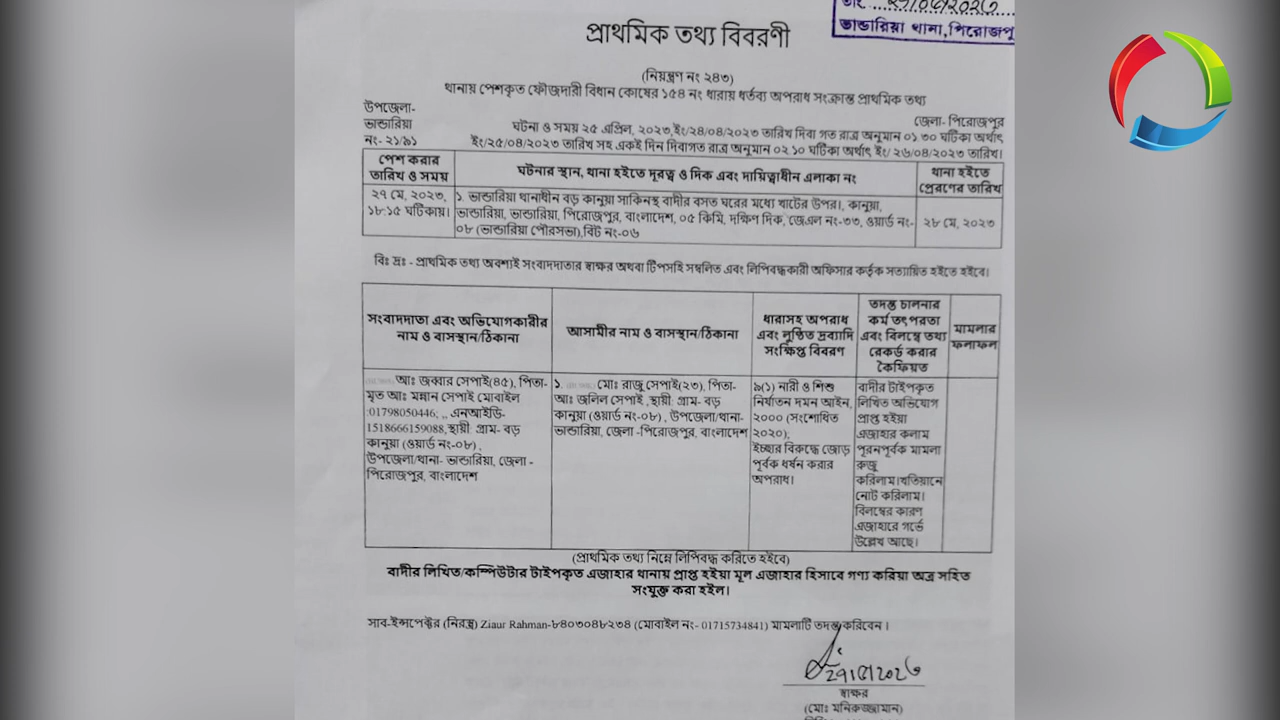 তাং
ভান্ডারিয়া থানা, পিরোজপু
প্রাথমিক তথ্য বিবরণী
(নিয়ন্ত্রণ নং ২৪৩)
থানায় পেশকৃত ফৌজদারী বিধান কোষের ১৫৪ নং ধারায় ধর্তব্য অপরাধ সংক্রান্ত প্রাথমিক তথ্য
উপজেলা-
ভান্ডারিয়া
নং- ২১/৯১
জেলা- পিরোজপুর
ঘটনা ও সময় ২৫ এপ্রিল, ২০২৩,ইং/২৪/০৪/২০২৩ তারিখ দিবা গত রাত্র অনুমান ০১.৩০ ঘটিকা অর্থাৎ
ইং/২৫/০৪/২০২৩ তারিখ সহ একই দিন দিবাগত রাত্র অনুমান ০২.১০ ঘটিকা অর্থাৎ ইং/ ২৬/০৪/২০২৩ তারিখ।
পেশ করার
তারিখ ও সময়
ঘটনার স্থান, থানা হইতে দূরত্ব ও দিক এবং দায়িত্বাধীন এলাকা নং
থানা হইতে
প্রেরণের তারিখ
২৭ মে, ২০২৩,
১৮:১৫ ঘটিকায়।
১. ভান্ডারিয়া থানাধীন বড় কানুয়া সাকিনস্থ বাদীর বসত ঘরের মধ্যে খাটের উপর।, কানুয়া,
ভান্ডারিয়া, ভান্ডারিয়া, পিরোজপুর, বাংলাদেশ, ০৫ কিমি, দক্ষিণ দিক, জেএল নং-৩৩, ওয়ার্ড নং-
০৮ (ভান্ডারিয়া পৌরসভা),বিট নং-০৬
২৮ মে, ২০২৩
বিঃ দ্রঃ - প্রাথমিক তথ্য অবশ্যই সংবাদদাতার স্বাক্ষর অথবা টিপসহি সম্বলিত এবং লিপিবদ্ধকারী অফিসার কর্তৃক সত্যায়িত হইতে হইবে।
সংবাদদাতা এবং অভিযোগকারীর
নাম ও বাসস্থান/ঠিকানা
আসামীর নাম ও বাসস্থান/ঠিকানা
ধারাসহ অপরাধ
এবং লুন্ঠিত দ্রব্যাদি
সংক্ষিপ্ত বিবরণ
তদন্ত চালনার
কর্ম তৎপরতা
এবং বিলম্বে তথ্য
রেকর্ড করার
কৈফিয়ত
মামলার
ফলাফল
আঃ জব্বার সেপাই(৪৫), পিতা-
মৃত আঃ মন্নান সেপাই মোবাইল
:01798050446; ,, এনআইডি-
1518666159088, স্থায়ী: গ্রাম- বড়
কানুয়া (ওয়ার্ড নং-০৮) ,
উপজেলা/থানা- ভান্ডারিয়া, জেলা -
পিরোজপুর, বাংলাদেশ
১. মোঃ রাজু সেপাই(২৩), পিতা-
আঃ জলিল সেপাই ,স্থায়ী: গ্রাম- বড়
কানুয়া (ওয়ার্ড নং-০৮) , উপজেলা/থানা-
ভান্ডারিয়া, জেলা -পিরোজপুর, বাংলাদেশ
৯(১) নারী ও শিশু
নির্যাতন দমন আইন,
২০০০ (সংশোধিত
২০২০);
ইচ্ছার বিরুদ্ধে জোড়
পূর্বক ধর্ষন করার
অপরাধ।
বাদীর টাইপকৃত
লিখিত অভিযোগ
প্রাপ্ত হইয়া
এজাহার কলাম
পূরনপূর্বক মামলা
রুজু
করিলাম।খতিয়ানে
নোট করিলাম।
বিলম্বের কারণ
এজাহারে গর্ভে
উল্লেখ আছে।
(প্রাথমিক তথ্য নিম্নে লিপিবদ্ধ করিতে হইবে)
বাদীর লিখিত/কম্পিউটার টাইপকৃত এজাহার থানায় প্রাপ্ত হইয়া মূল এজাহার হিসাবে গণ্য করিয়া অত্র সহিত
সংযুক্ত করা হইল।
সাব-ইন্সপেক্টর (নিরস্ত্র) Ziaur Rahman-৮৪০৩০৪৮২৩৪ (মোবাইল নং- 01715734841) মামলাটি তদন্ত করিবেন ।
২৭/৫/২০২৩
স্বাক্ষর
(মোঃ মনিরুজ্জামান)